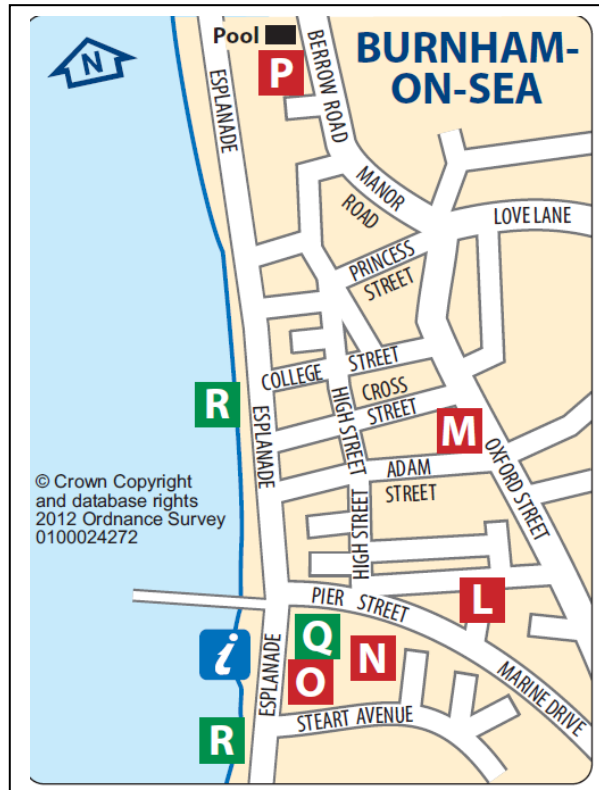 Pool
P
N
BURNHAM-
ON-SEA
ESPLANADE
BERROW ROAD
MANOR
ROAD
LOVE LANE
PRINCESS
STREET
COLLEGE STREET
R
ESPLANADE
HIGH STREET
CROSS
STREET
M
OXFORD STREET
ADAM
STREET
© Crown Copyright
and database rights
2012 Ordnance Survey
0100024272
HIGH STREET
PIER STREET
L
i
Q
N
O
ESPLANADE
MARINE DRIVE
STEART AVENUE
R